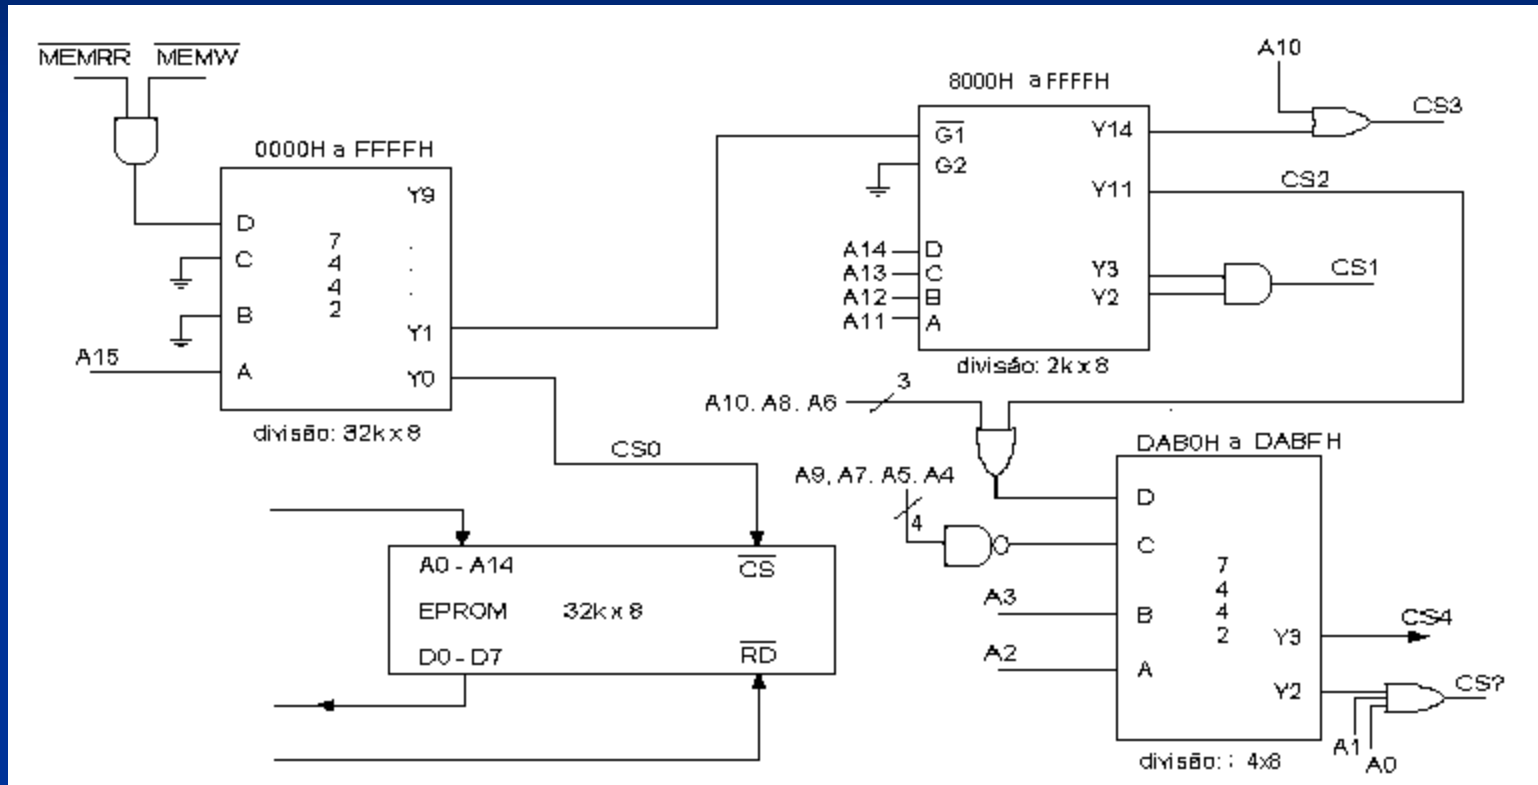 MEMRR MEMW
0000H a FFFFH
D
C
B
A
7
4
4
2
Y9
.
.
.
Y1
Y0
A15
divisão: 32k x 8
CS0
A0 - A14
CS
EPROM 32k x 8
D0 - D7
RD
A10
CS3
8000H a FFFFH
G1
G2
Y14
Y11
CS2
A14 D
A13 C
A12 B
A11 A
Y3
Y2
CS1
divisão: 2k x 8
A10. A8. A6
3
A9, A7. A5. A4
4
DAB0H a DABFH
D
C
A3 B
A2 A
7
4
4
2
Y3
CS4
Y2
CS?
A1
A0
divisão: : 4x8